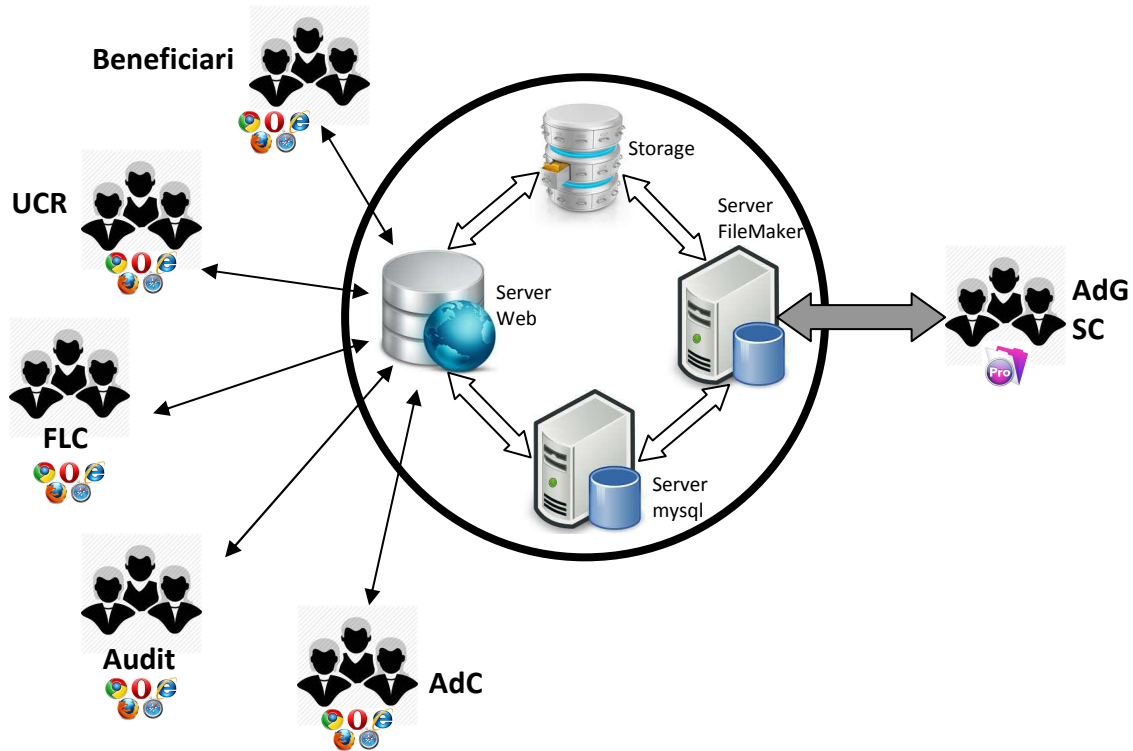 Beneficiari
UCR
FLC
Audit
AdC
Storage
Server
FileMaker
Server
Web
Server
mysql
AdG
SC
Pro